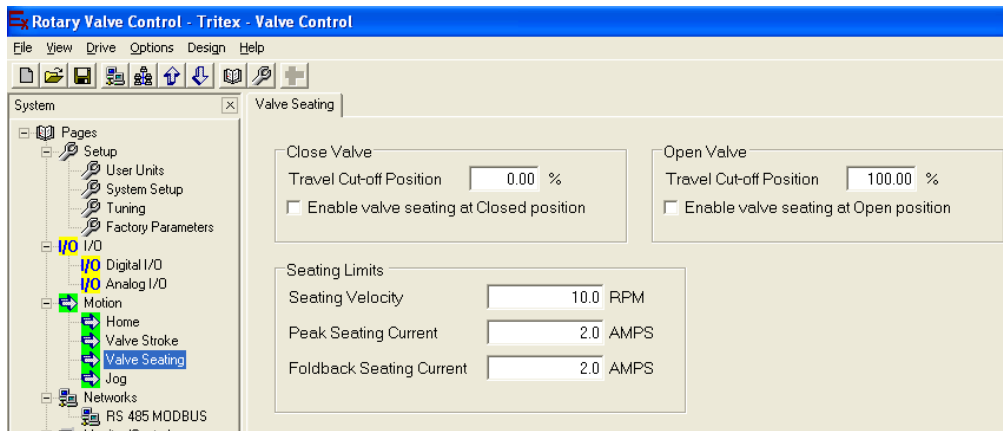 Ex Rotary Valve Control - Tritex - Valve Control
File View Drive Options Design Help
System
Valve Seating
Pages
Setup
User Units
System Setup
Tuning
Factory Parameters
I/O I/O
I/O Digital I/O
I/O Analog I/O
Motion
Home
Valve Stroke
Valve Seating
Jog
Networks
RS 485 MODBUS
Close Valve
Travel Cut-off Position 0.00 %
Enable valve seating at Closed position
Open Valve
Travel Cut-off Position 100.00 %
Enable valve seating at Open position
Seating Limits
Seating Velocity 10.0 RPM
Peak Seating Current 2.0 AMPS
Foldback Seating Current 2.0 AMPS